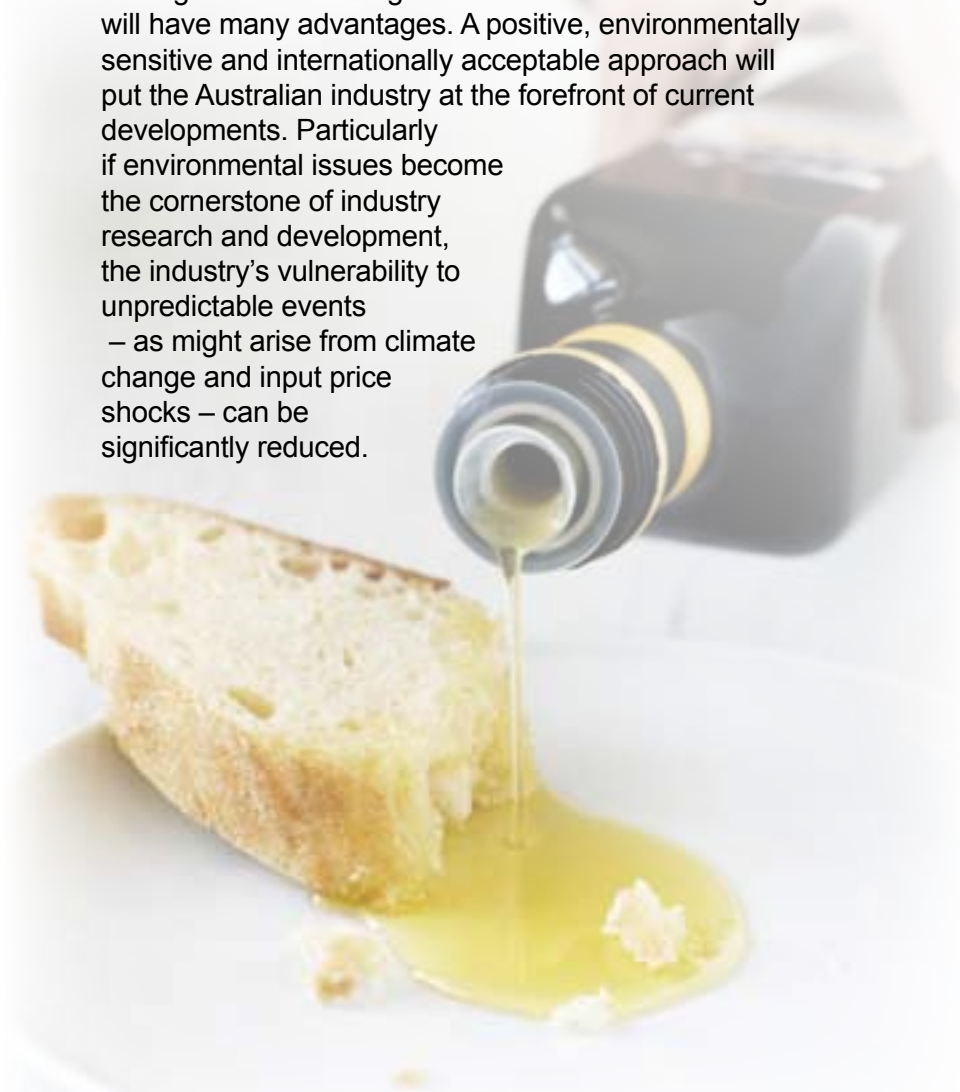 will have many advantages. A positive, environmentally
sensitive and internationally acceptable approach will
put the Australian industry at the forefront of current
developments. Particularly
if environmental issues become
the cornerstone of industry
research and development,
the industry’s vulnerability to
unpredictable events
– as might arise from climate
change and input price
shocks – can be
significantly reduced.